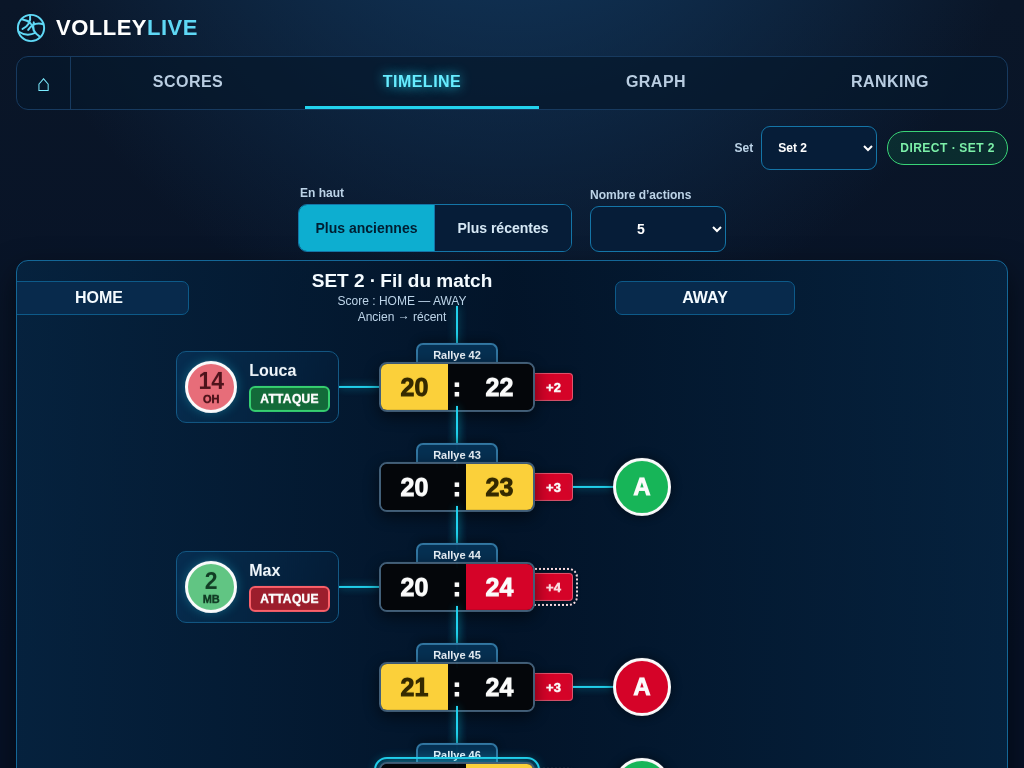 VOLLEYLIVE
SCORES TIMELINE GRAPH RANKING
Set Set 2 DIRECT · SET 2
En haut Nombre d'actions
Plus anciennes Plus récentes 5
SET 2 · Fil du match
HOME AWAY
Score : HOME — AWAY
Ancien → récent
Rallye 42
14 OH Louca ATTAQUE 20 : 22 +2
Rallye 43
20 : 23 +3 A
Rallye 44
2 MB Max ATTAQUE 20 : 24 +4
Rallye 45
21 : 24 +3 A
Rallye 46